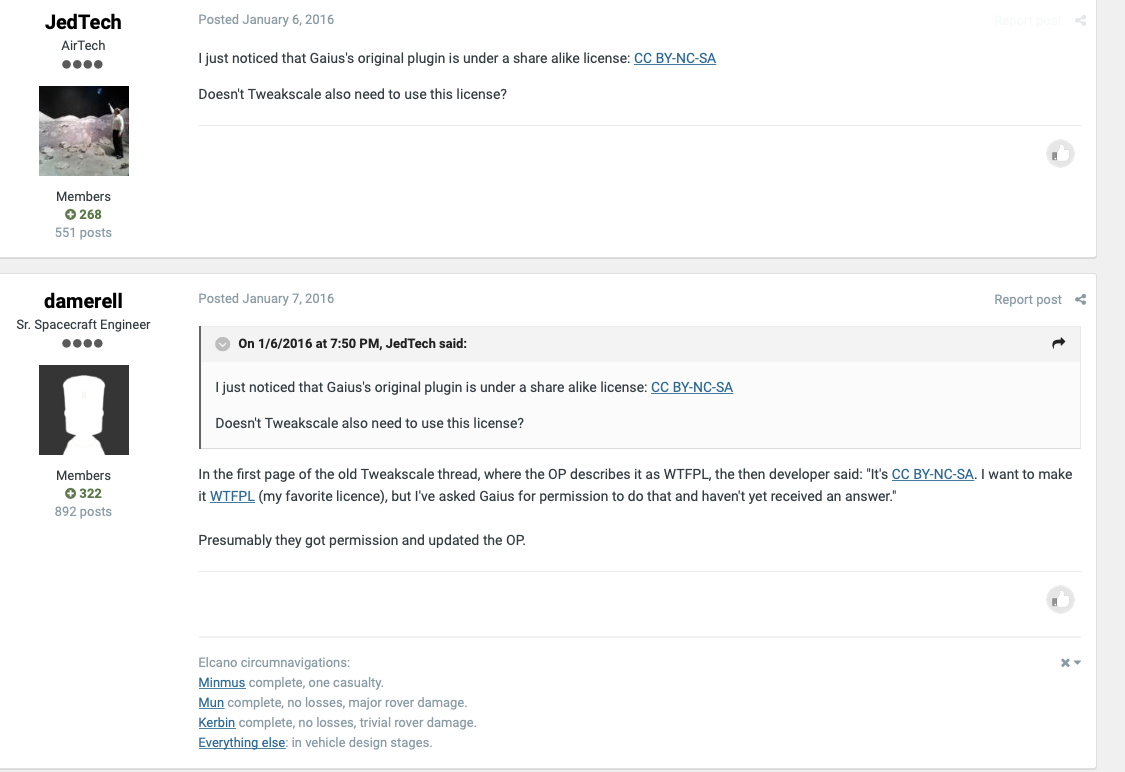 JedTech
AirTech
Members
268
551 posts
Posted January 6, 2016
Report post
I just noticed that Gaius's original plugin is under a share alike license: CC BY-NC-SA
Doesn't Tweakscale also need to use this license?
damerell
Sr. Spacecraft Engineer
Members
322
892 posts
Posted January 7, 2016
Report post
On 1/6/2016 at 7:50 PM, JedTech said:
I just noticed that Gaius's original plugin is under a share alike license: CC BY-NC-SA
Doesn't Tweakscale also need to use this license?
In the first page of the old Tweakscale thread, where the OP describes it as WTFPL, the then developer said: "It's CC BY-NC-SA. I want to make
it WTFPL (my favorite licence), but I've asked Gaius for permission to do that and haven't yet received an answer."
Presumably they got permission and updated the OP.
Elcano circumnavigations:
Minmus complete, one casualty.
Mun complete, no losses, major rover damage.
Kerbin complete, no losses, trivial rover damage.
Everything else: in vehicle design stages.